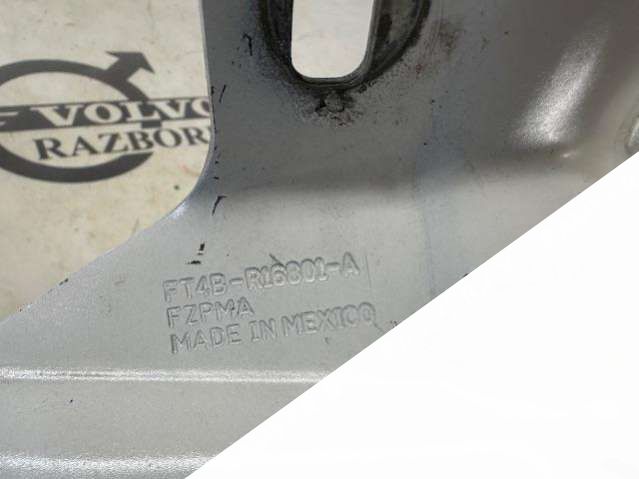 VOLVO
RAZBOR
FT4B-R16801-A
FZPMA
MADE IN MEXICO